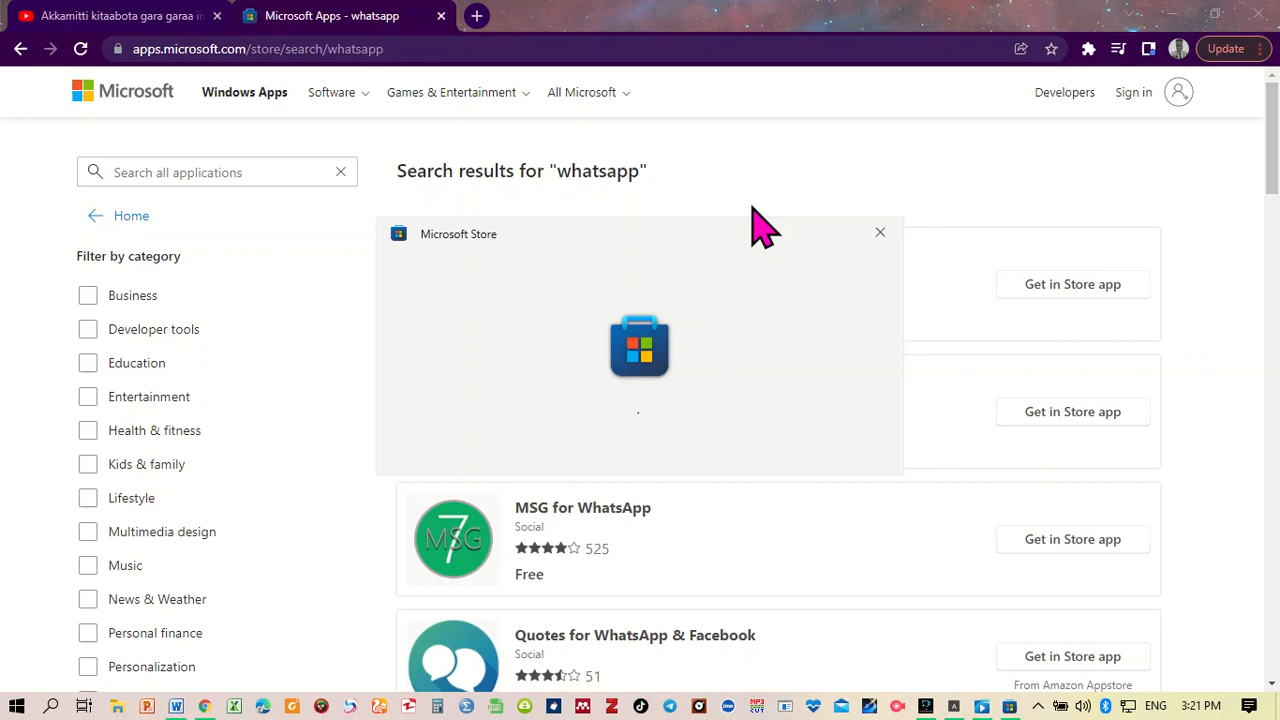 Akkamitti kitaabota gara garaa in
Microsoft Apps - whatsapp
apps.microsoft.com/store/search/whatsapp
Update
Microsoft
Windows Apps
Software
Games & Entertainment
All Microsoft
Developers
Sign in
Search all applications
Home
Filter by category
Business
Developer tools
Education
Entertainment
Health & fitness
Kids & family
Lifestyle
Multimedia design
Music
News & Weather
Personal finance
Personalization
Search results for "whatsapp"
Microsoft Store
Get in Store app
Get in Store app
MSG
7
MSG for WhatsApp
Social
525
Free
Get in Store app
Quotes for WhatsApp & Facebook
Social
51
Get in Store app
From Amazon Appstore
ENG
3:21 PM